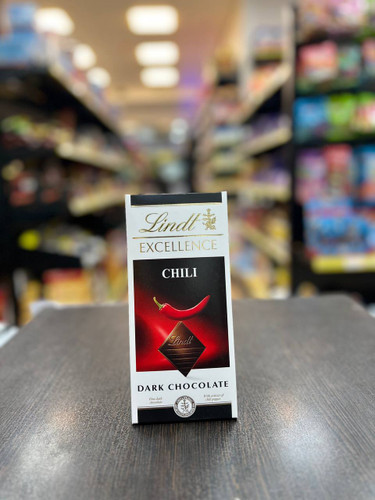 Lindt
EXCELLENCE
CHILI
Lindt
DARK CHOCOLATE